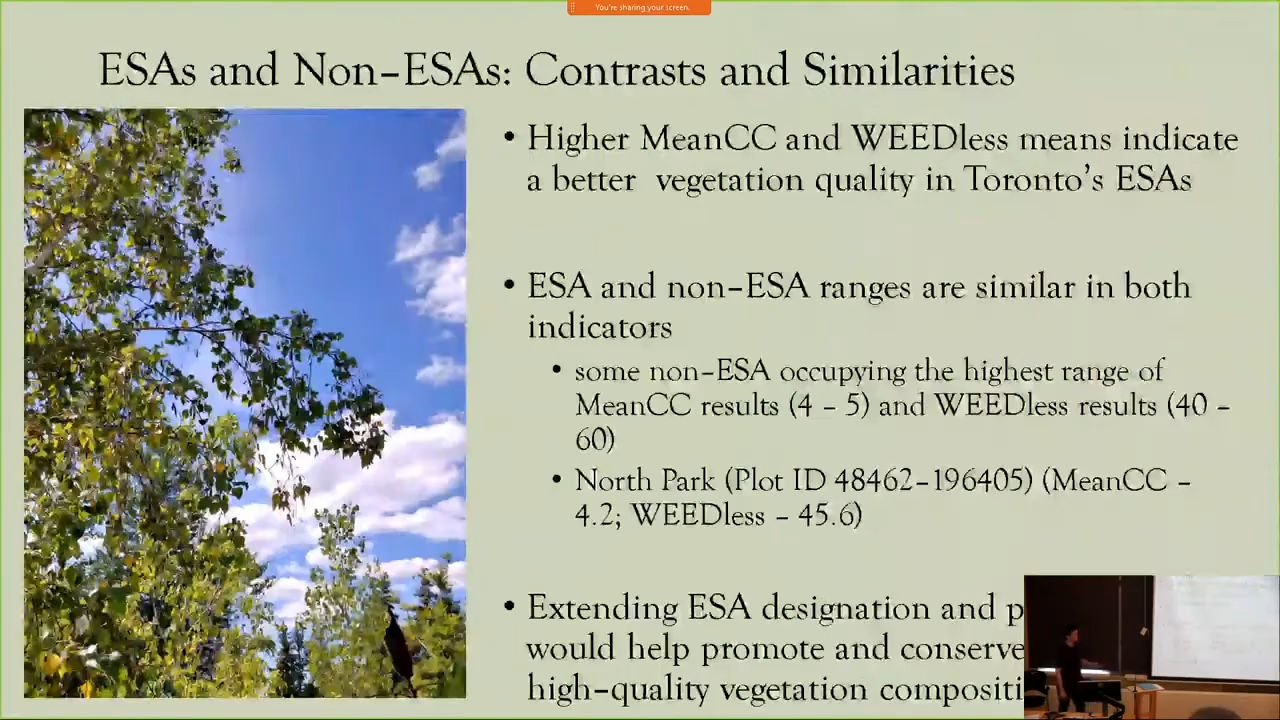 You're sharing your screen.
ESAs and Non-ESAs: Contrasts and Similarities
• Higher MeanCC and WEEDless means indicate
a better vegetation quality in Toronto's ESAs
• ESA and non-ESA ranges are similar in both
indicators
• some non-ESA occupying the highest range of
MeanCC results (4 - 5) and WEEDless results (40 -
60)
• North Park (Plot ID 48462-196405) (MeanCC -
4.2; WEEDless - 45.6)
• Extending ESA designation and
would help promote and conserve
high-quality vegetation